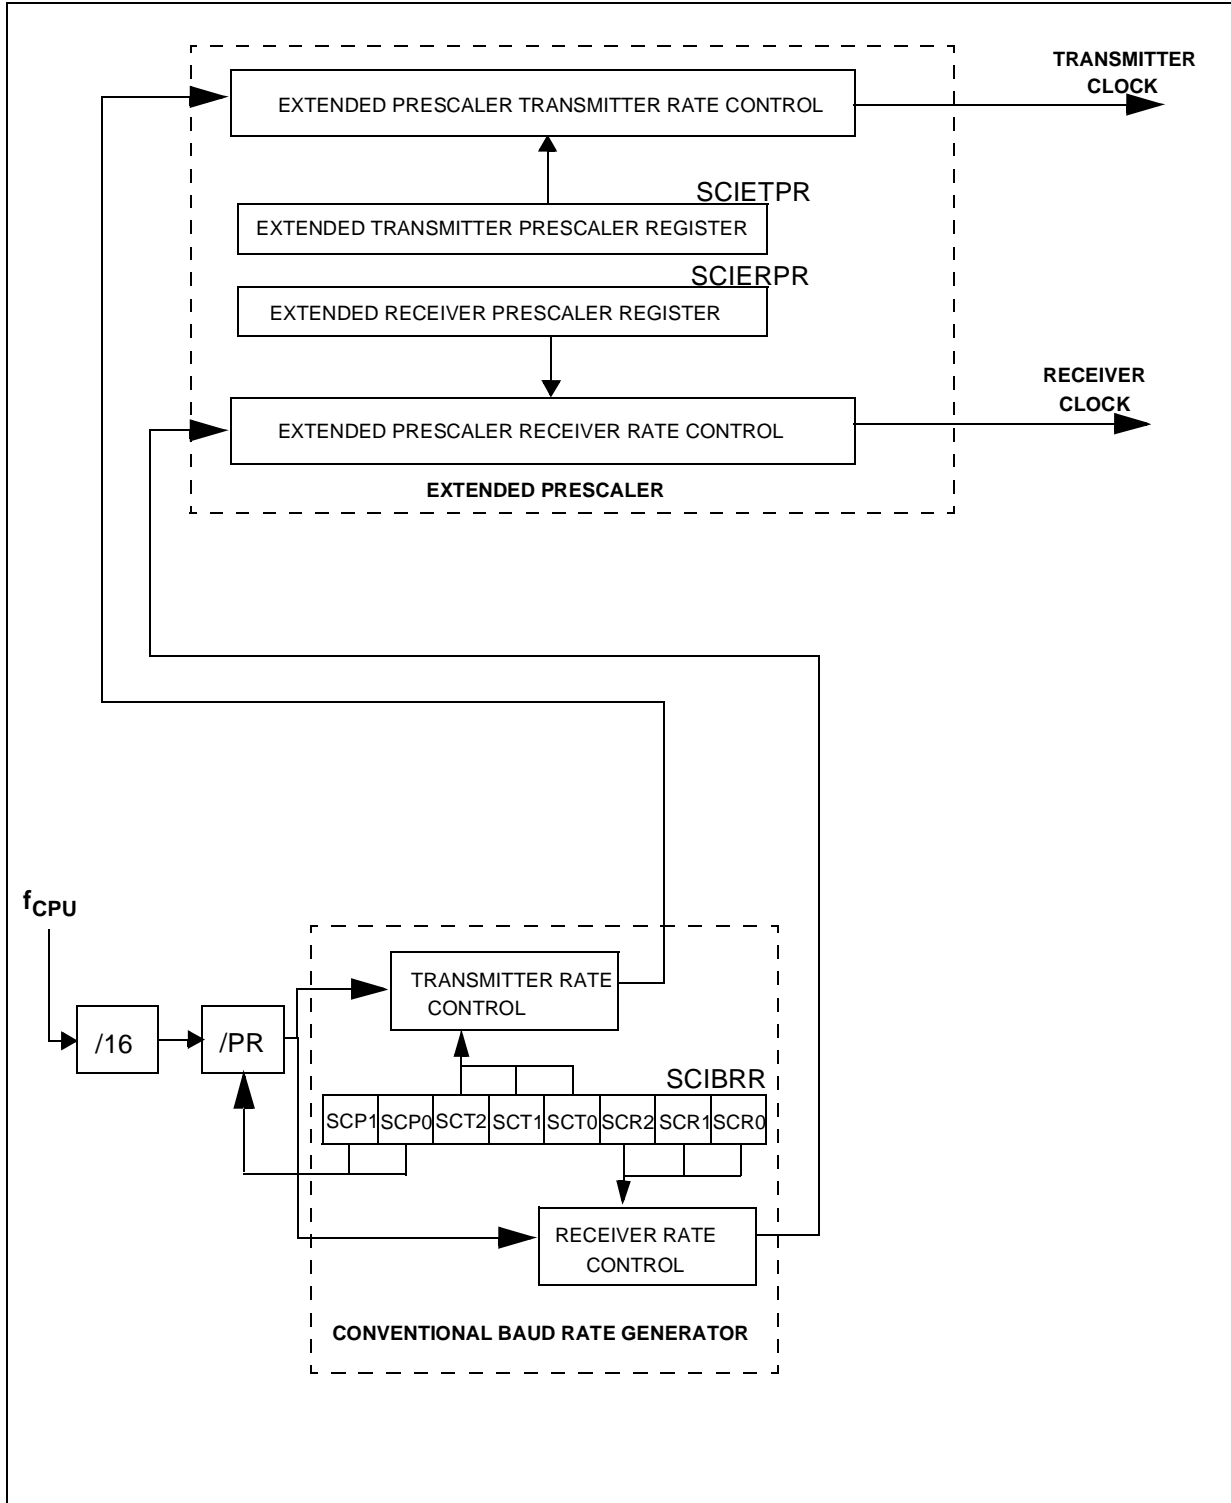 TRANSMITTER
CLOCK
EXTENDED PRESCALER TRANSMITTER RATE CONTROL
SCIETPR
EXTENDED TRANSMITTER PRESCALER REGISTER
SCIERPR
EXTENDED RECEIVER PRESCALER REGISTER
RECEIVER
CLOCK
EXTENDED PRESCALER RECEIVER RATE CONTROL
EXTENDED PRESCALER
fCPU
TRANSMITTER RATE
CONTROL
/16
/PR
SCIBRR
SCP1 SCP0 SCT2 SCT1 SCT0 SCR2 SCR1 SCR0
RECEIVER RATE
CONTROL
CONVENTIONAL BAUD RATE GENERATOR